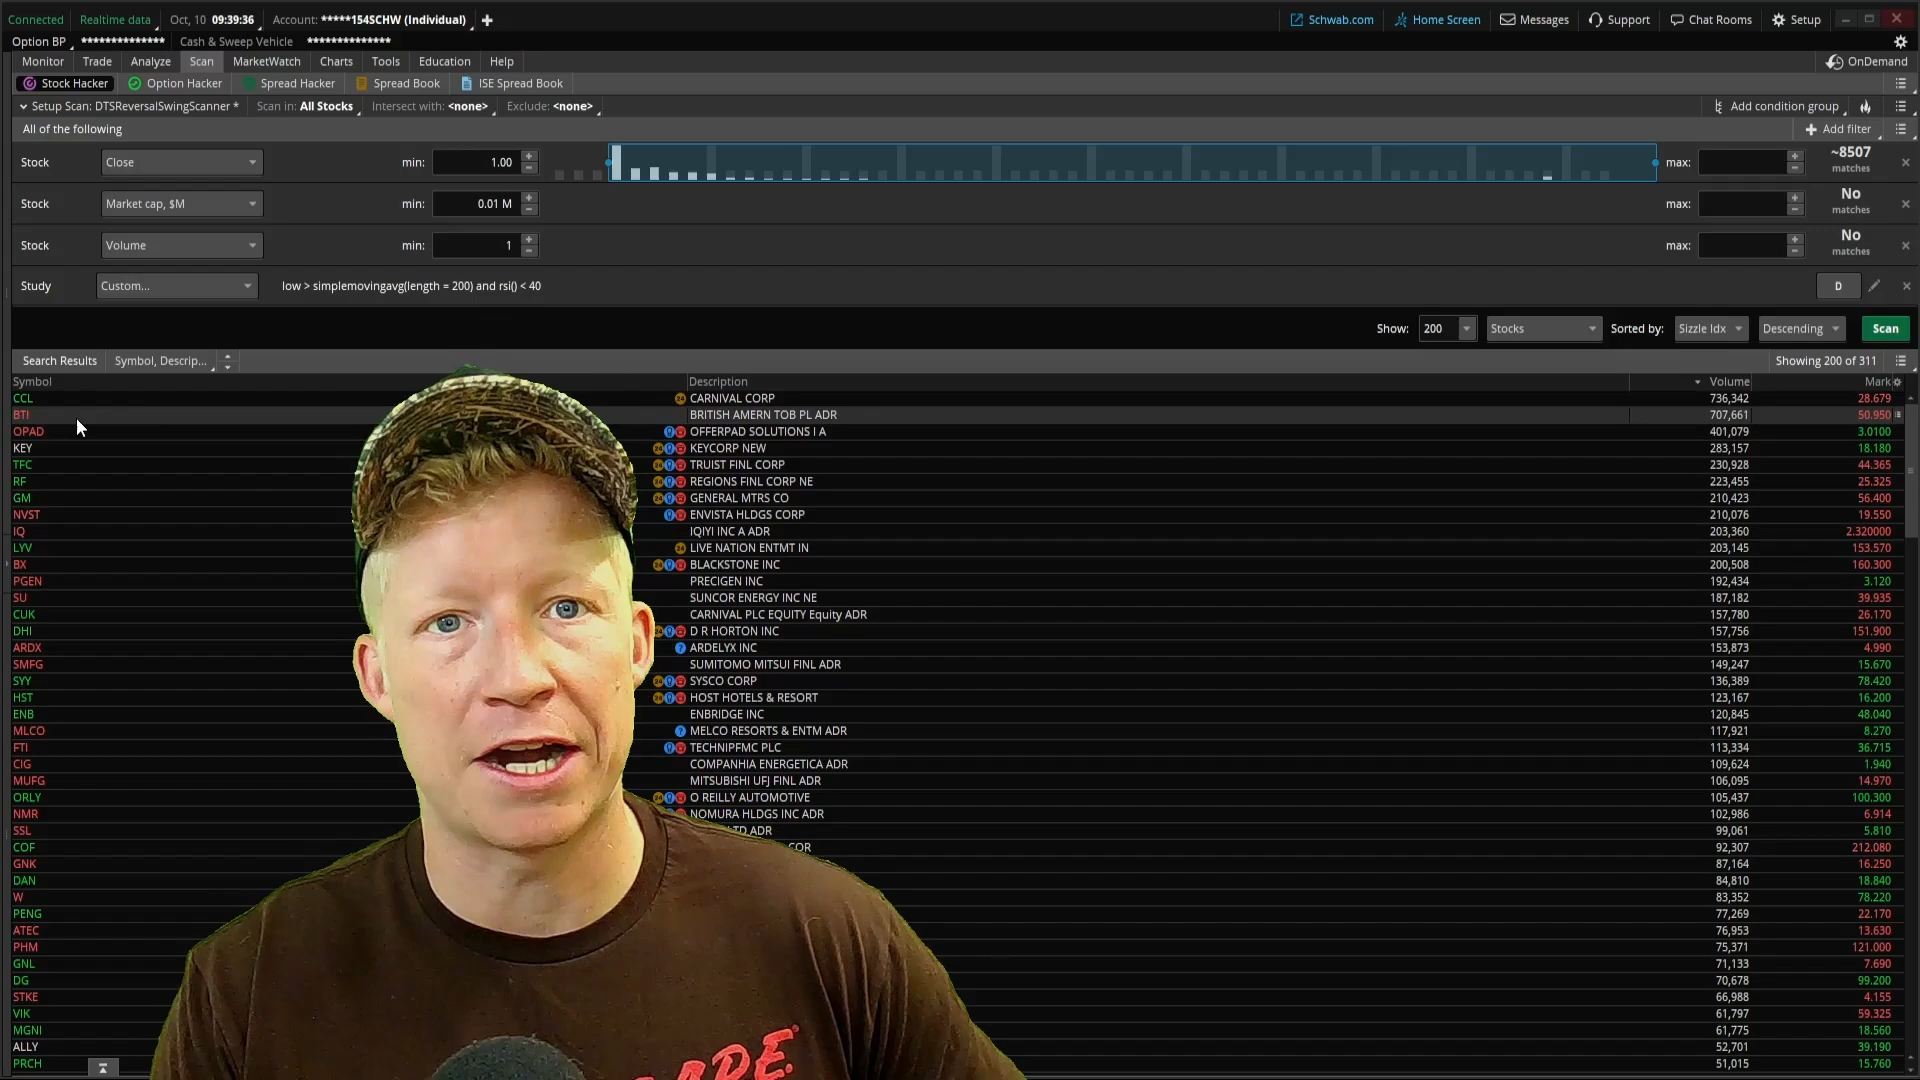 Connected Realtime data Oct, 10 09:39:36 Account: *****154SCHW (Individual) Schwab.com Home Screen Messages Support Chat Rooms Setup
Option BP ************** Cash & Sweep Vehicle **************
Monitor Trade Analyze Scan MarketWatch Charts Tools Education Help OnDemand
Stock Hacker Option Hacker Spread Hacker Spread Book ISE Spread Book
Setup Scan: DTSReversalSwingScanner * Scan in: All Stocks Intersect with: <none> Exclude: <none> Add condition group
All of the following Add filter
Stock Close min: 1.00 max: ~8507 matches
Stock Market cap, $M min: 0.01 M max: No matches
Stock Volume min: 1 max: No matches
Study Custom... low > simplemovingavg(length = 200) and rsi() < 40 D
Show: 200 Stocks Sorted by: Sizzle Idx Descending Scan
Search Results Symbol, Descrip... Showing 200 of 311
Symbol Description Volume Mark
CCL CARNIVAL CORP 736,342 28.679
BTI BRITISH AMERN TOB PL ADR 707,661 50.950
OPAD OFFERPAD SOLUTIONS I A 401,079 3.0100
KEY KEYCORP NEW 283,157 18.180
TFC TRUIST FINL CORP 230,928 44.365
RF REGIONS FINL CORP NE 223,455 25.325
GM GENERAL MTRS CO 210,423 56.400
NVST ENVISTA HLDGS CORP 210,076 19.550
IQ IQIYI INC A ADR 203,360 2.320000
LYV LIVE NATION ENTMT IN 203,145 153.570
BX BLACKSTONE INC 200,508 160.300
PGEN PRECIGEN INC 192,434 3.120
SU SUNCOR ENERGY INC NE 187,182 39.935
CUK CARNIVAL PLC EQUITY Equity ADR 157,780 26.170
DHI D R HORTON INC 157,756 151.900
ARDX ARDELYX INC 153,873 4.990
SMFG SUMITOMO MITSUI FINL ADR 149,247 15.670
SYY SYSCO CORP 136,389 78.420
HST HOST HOTELS & RESORT 123,167 16.200
ENB ENBRIDGE INC 120,845 48.040
MLCO MELCO RESORTS & ENTM ADR 117,921 8.270
FTI TECHNIPFMC PLC 113,334 36.715
CIG COMPANHIA ENERGETICA ADR 109,624 1.940
MUFG MITSUBISHI UFJ FINL ADR 106,095 14.970
ORLY O REILLY AUTOMOTIVE 105,437 100.300
NMR NOMURA HLDGS INC ADR 102,986 6.914
SSL ADR 99,061 5.810
COF COR 92,307 212.080
GNK 87,164 16.250
DAN 84,810 18.840
W 83,352 78.220
PENG 77,269 22.170
ATEC 76,953 13.630
PHM 75,371 121.000
GNL 71,133 7.690
DG 70,678 99.200
STKE 66,988 4.155
VIK 61,797 59.325
MGNI 61,775 18.560
ALLY 52,701 39.190
PRCH 51,015 15.760